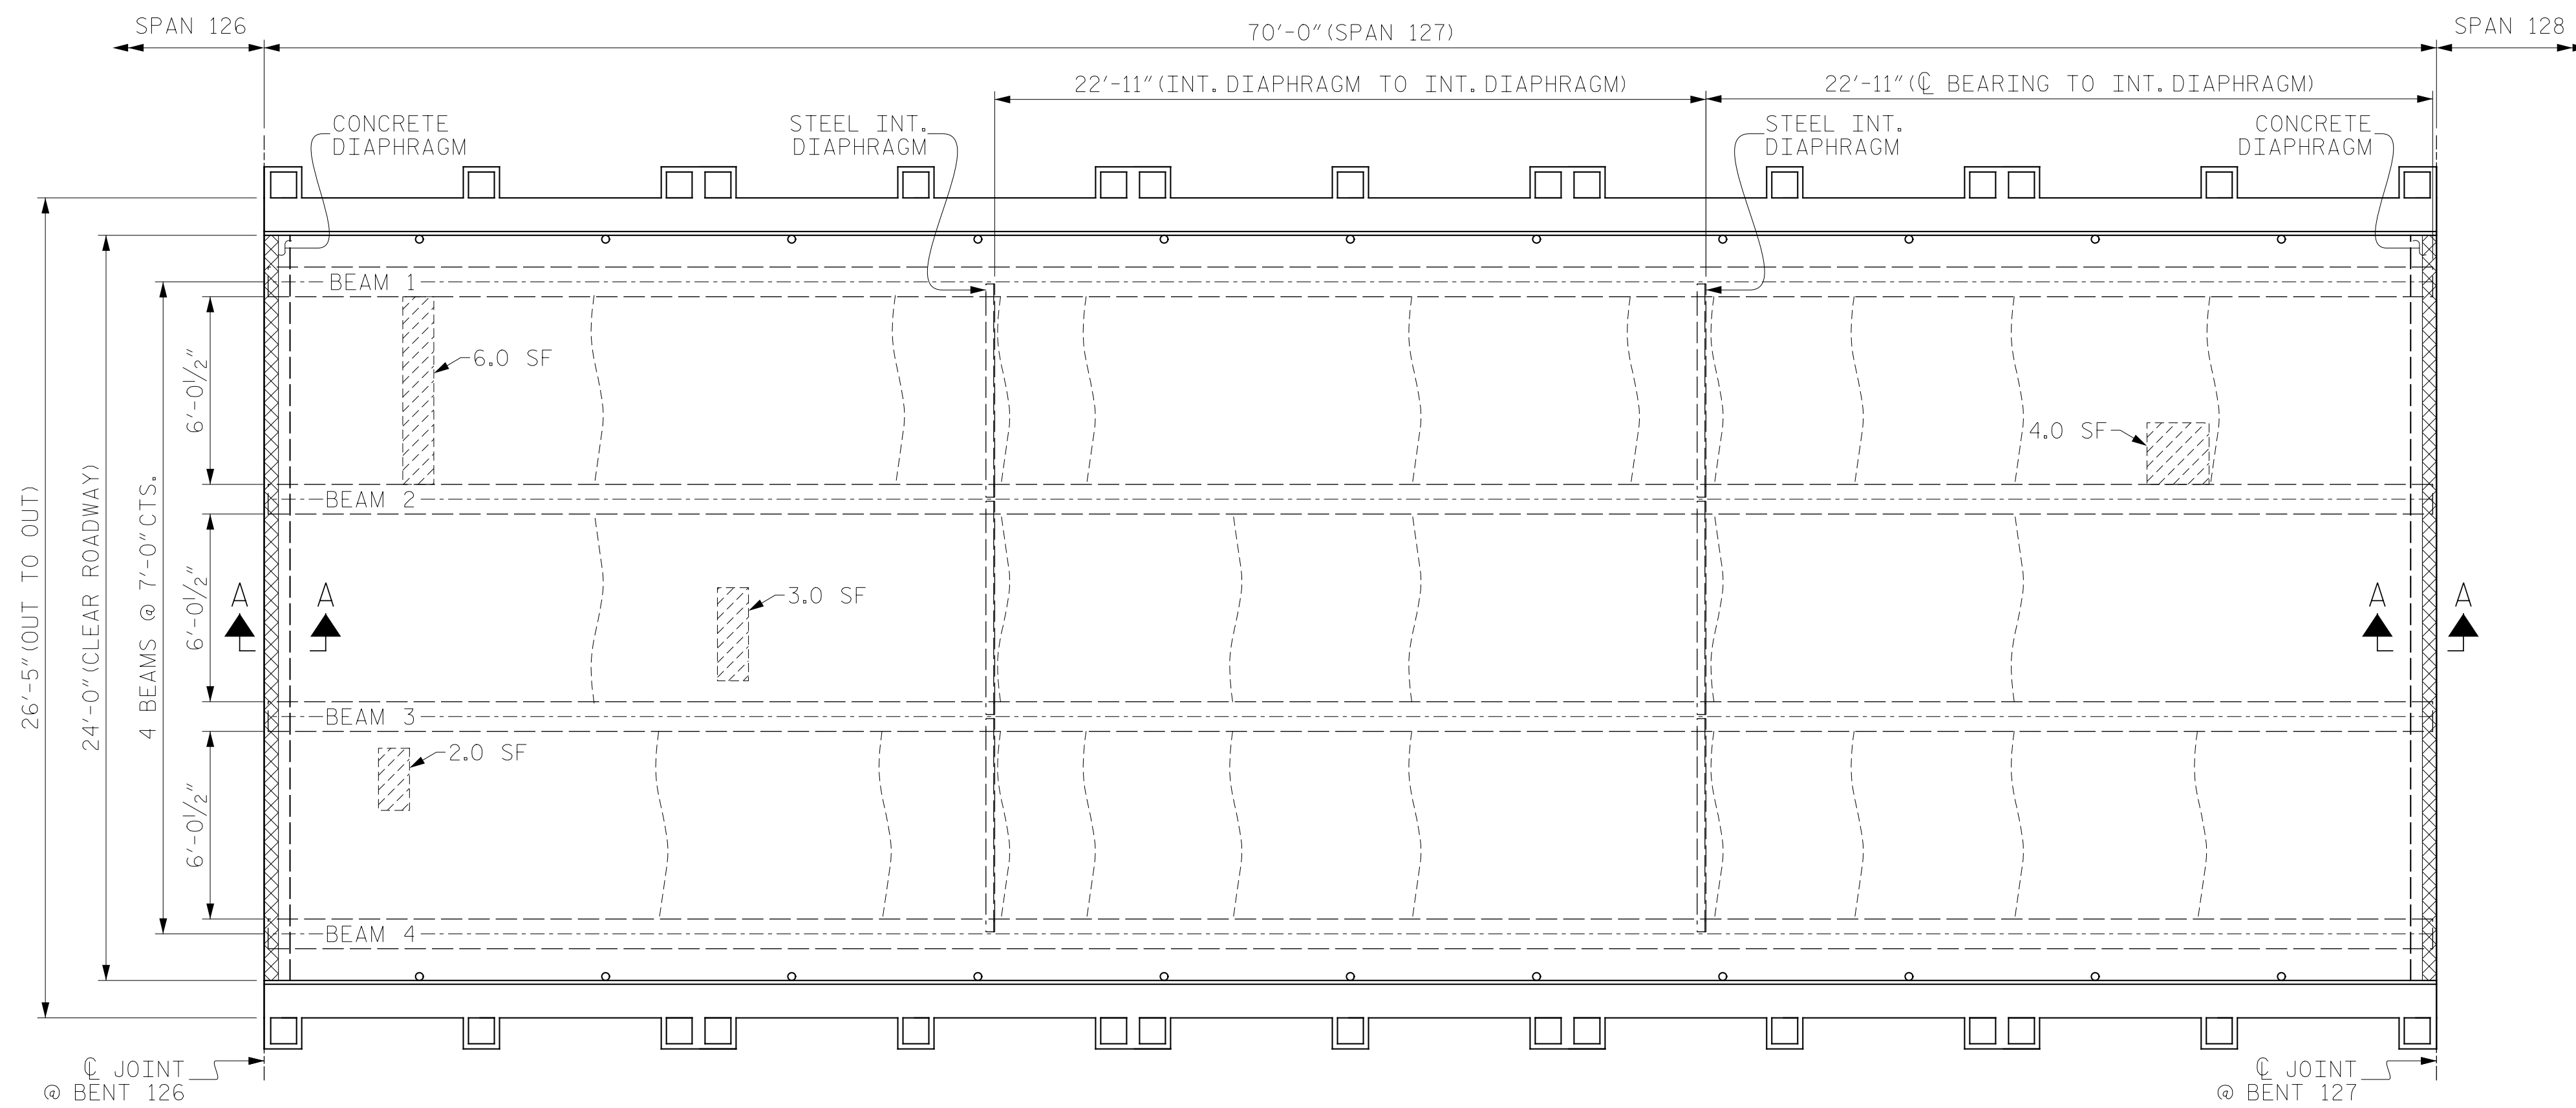 SPAN 126
70'-0" (SPAN 127)
SPAN 128
22'-11" (INT. DIAPHRAGM TO INT. DIAPHRAGM)
22'-11" (℄ BEARING TO INT. DIAPHRAGM)
CONCRETE
DIAPHRAGM
STEEL INT.
DIAPHRAGM
STEEL INT.
DIAPHRAGM
CONCRETE
DIAPHRAGM
BEAM 1
6.0 SF
4.0 SF
6'-0½"
BEAM 2
26'-5" (OUT TO OUT)
24'-0" (CLEAR ROADWAY)
4 BEAMS @ 7'-0" CTS.
6'-0½"
A
A
3.0 SF
A
A
BEAM 3
2.0 SF
6'-0½"
BEAM 4
℄ JOINT
@ BENT 126
℄ JOINT
@ BENT 127